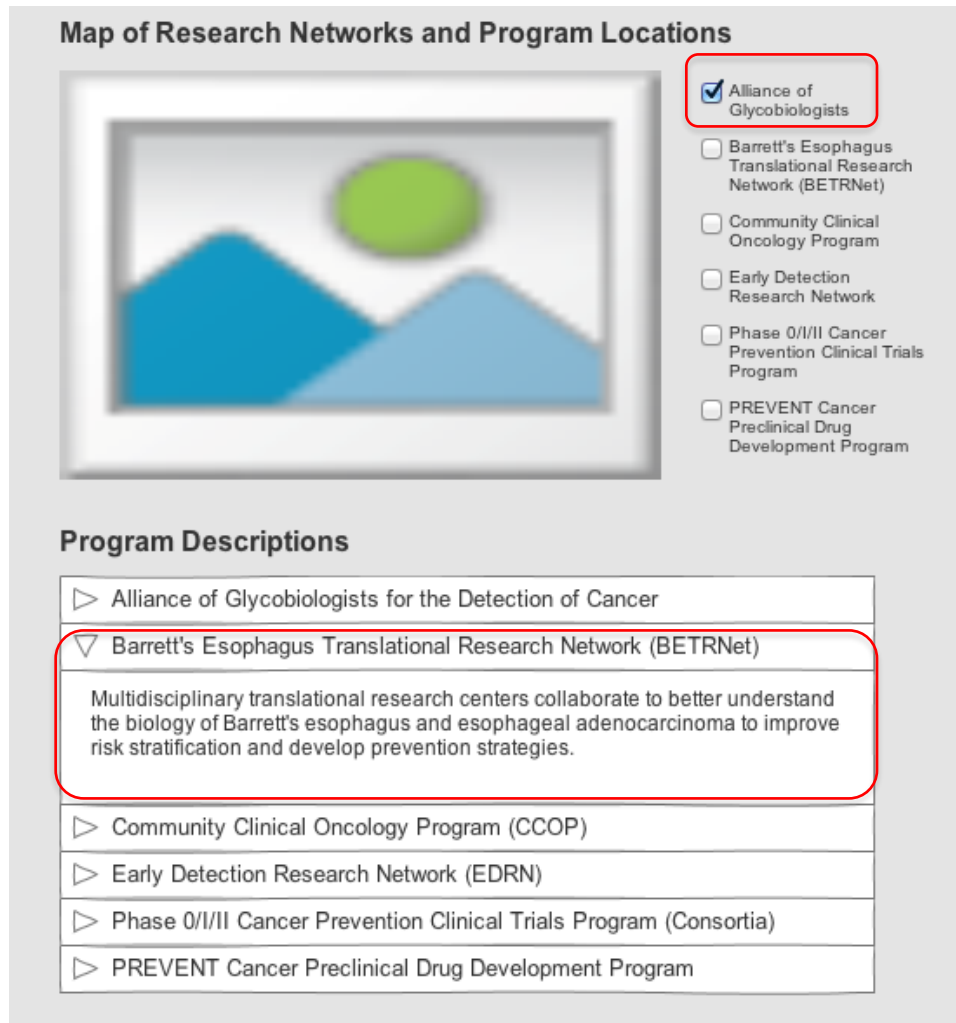 Map of Research Networks and Program Locations
Alliance of
Glycobiologists
Barrett's Esophagus
Translational Research
Network (BETRNet)
Community Clinical
Oncology Program
Early Detection
Research Network
Phase 0/I/II Cancer
Prevention Clinical Trials
Program
PREVENT Cancer
Preclinical Drug
Development Program
Program Descriptions
Alliance of Glycobiologists for the Detection of Cancer
Barrett's Esophagus Translational Research Network (BETRNet)
Multidisciplinary translational research centers collaborate to better understand
the biology of Barrett's esophagus and esophageal adenocarcinoma to improve
risk stratification and develop prevention strategies.
Community Clinical Oncology Program (CCOP)
Early Detection Research Network (EDRN)
Phase 0/I/II Cancer Prevention Clinical Trials Program (Consortia)
PREVENT Cancer Preclinical Drug Development Program